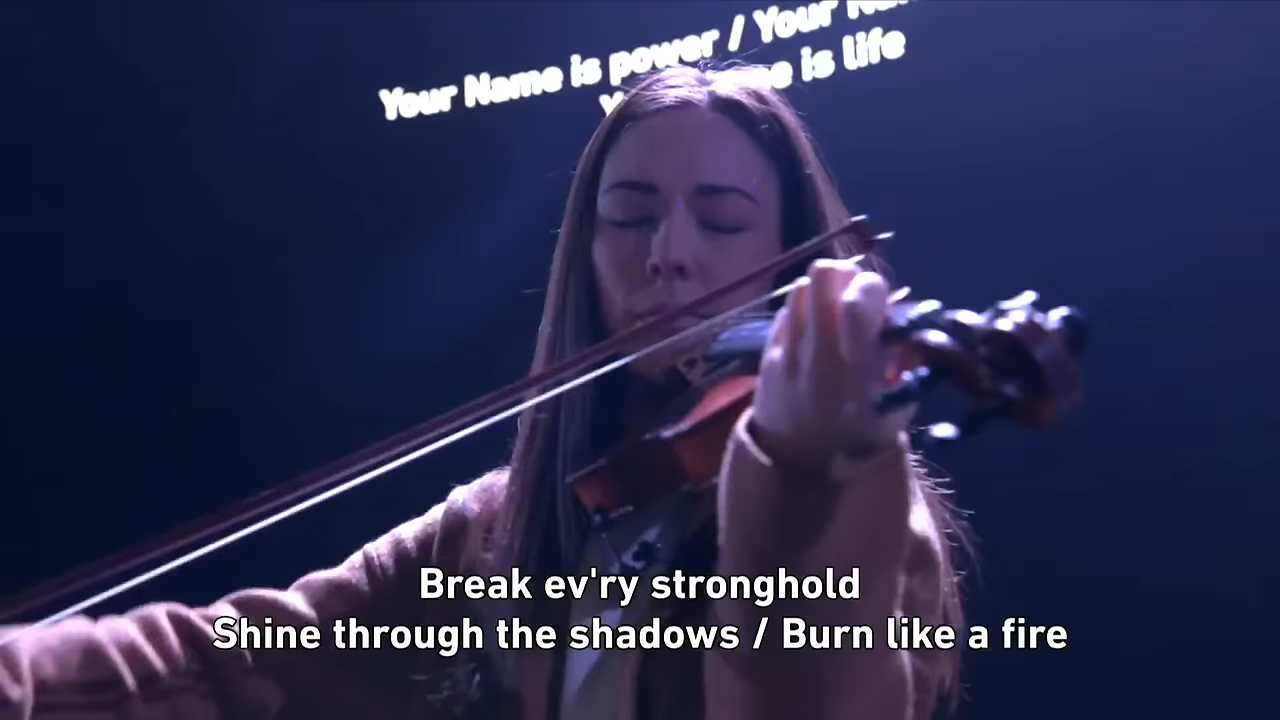 Your Name is power / Your
is life
Break ev'ry stronghold
Shine through the shadows / Burn like a fire